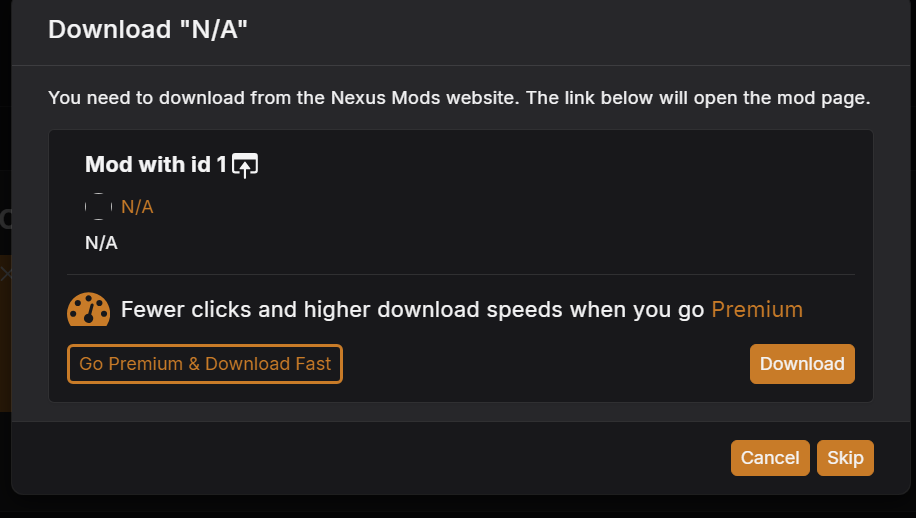 Download "N/A"
You need to download from the Nexus Mods website. The link below will open the mod page.
Mod with id 1
N/A
N/A
Fewer clicks and higher download speeds when you go Premium
Go Premium & Download Fast
Download
Cancel
Skip